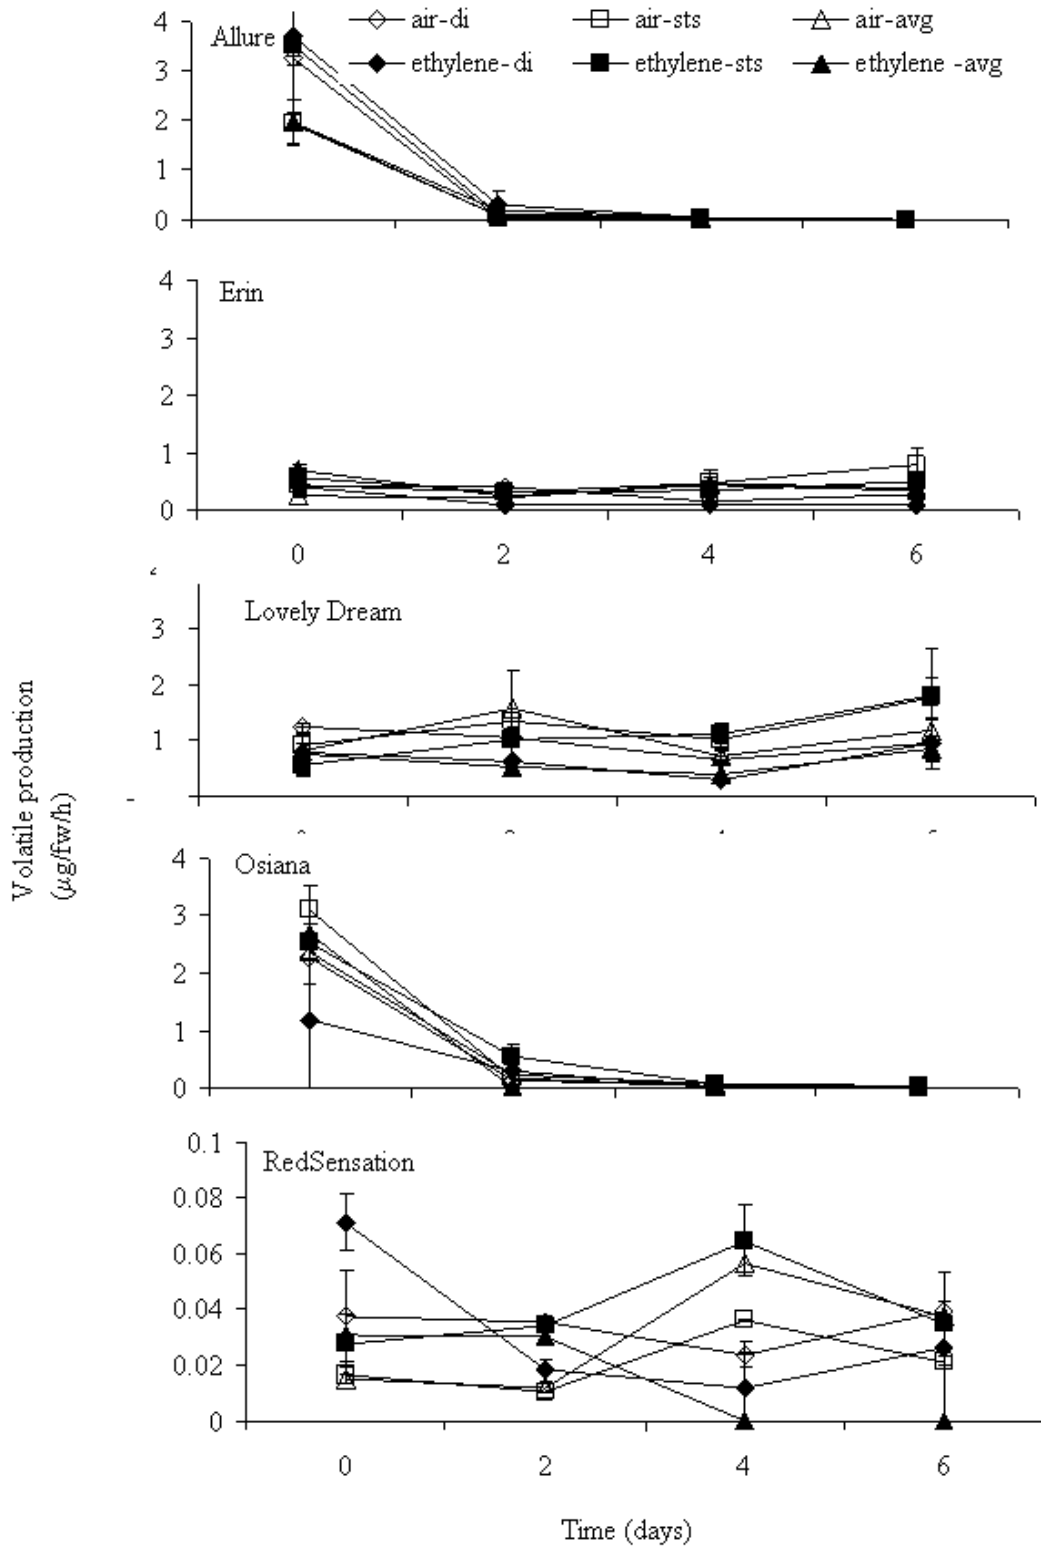 air-di air-sts air-avg
ethylene-di ethylene-sts ethylene -avg
Allure
4
3
2
1
0
Erin
4
3
2
1
0
0 2 4 6
Lovely Dream
3
2
1
Volatile production
(µg/fw/h)
Osiana
4
3
2
1
0
RedSensation
0.1
0.08
0.06
0.04
0.02
0
0 2 4 6
Time (days)